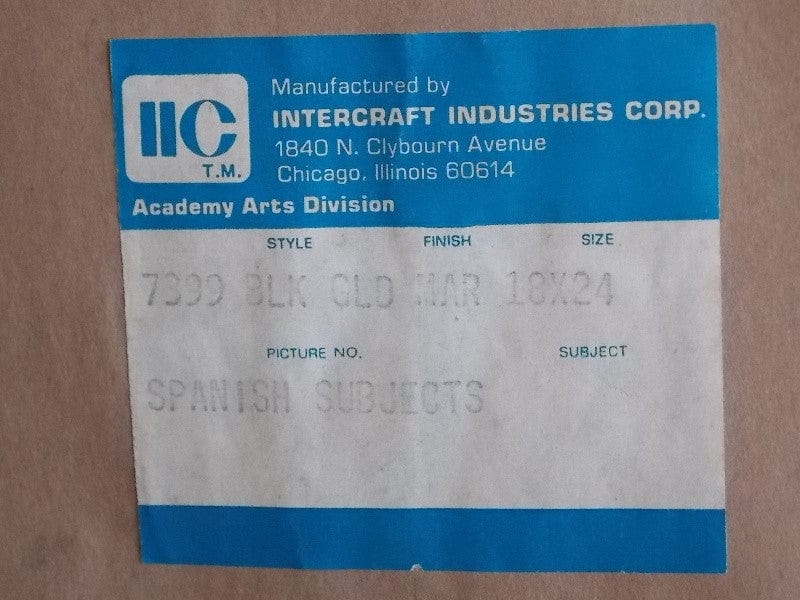 IIC
T.M.
Manufactured by
INTERCRAFT INDUSTRIES CORP.
1840 N. Clybourn Avenue
Chicago, Illinois 60614
Academy Arts Division
STYLE FINISH SIZE
7399 BLK GLD MAR 18X24
PICTURE NO. SUBJECT
SPANISH SUBJECTS